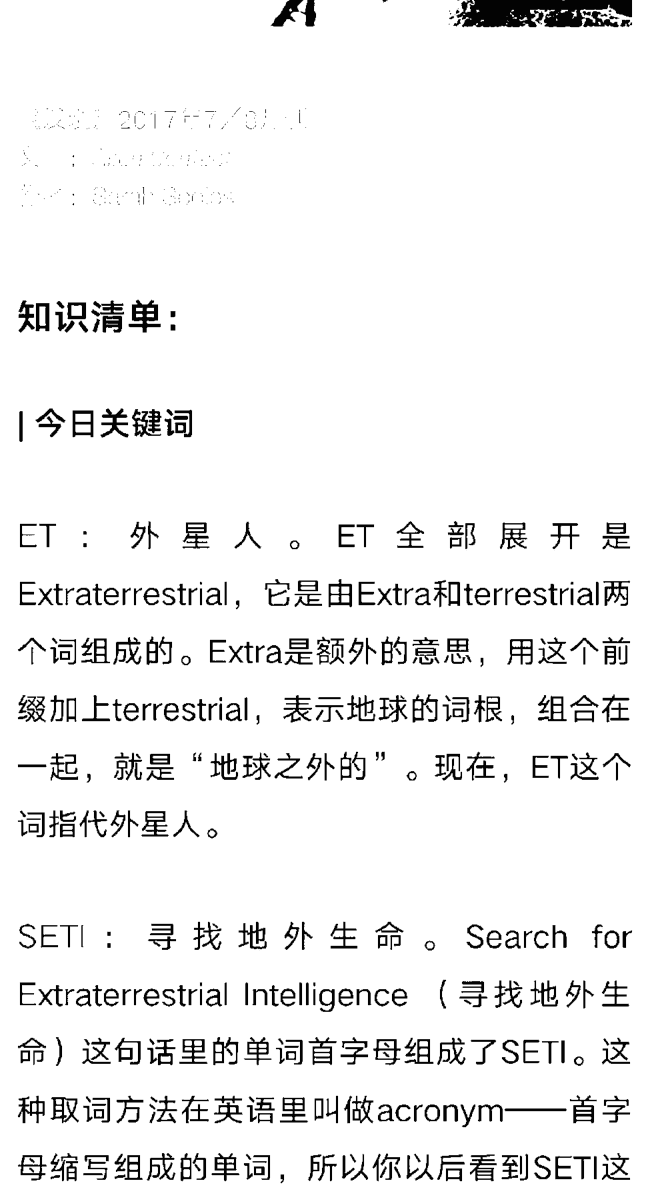 2017年7/8月
知识清单：
| 今日关键词
ET ： 外 星 人 。 ET 全 部 展 开 是
Extraterrestrial，它是由Extra和terrestrial两
个词组成的。Extra是额外的意思，用这个前
缀加上terrestrial，表示地球的词根，组合在
一起，就是“地球之外的”。现在，ET这个
词指代外星人。
SETI ： 寻 找 地 外 生 命 。 Search for
Extraterrestrial Intelligence （寻找地外生
命）这句话里的单词首字母组成了SETI。这
种取词方法在英语里叫做acronym——首字
母缩写组成的单词，所以你以后看到SETI这